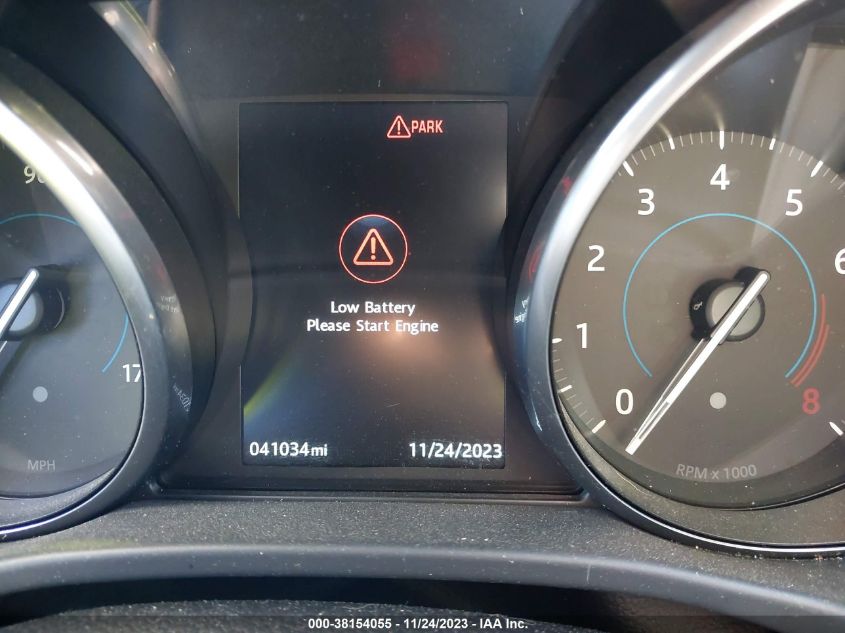 PARK
Low Battery
Please Start Engine
041034mi
11/24/2023
MPH
17
0
1
2
3
4
5
6
8
RPM x 1000
000-38154055 - 11/24/2023 - IAA Inc.